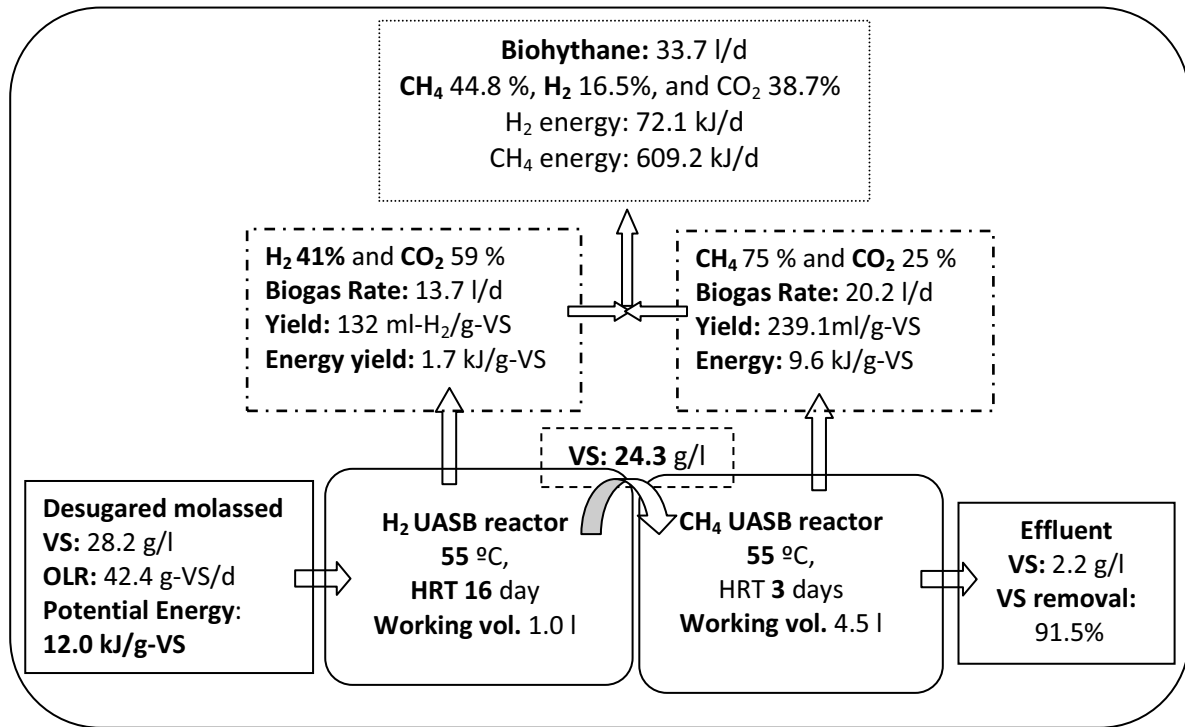 Biohythane: 33.7 l/d
CH₄ 44.8 %, H₂ 16.5%, and CO₂ 38.7%
H₂ energy: 72.1 kJ/d
CH₄ energy: 609.2 kJ/d
H₂ 41% and CO₂ 59 %
Biogas Rate: 13.7 l/d
Yield: 132 ml-H₂/g-VS
Energy yield: 1.7 kJ/g-VS
CH₄ 75 % and CO₂ 25 %
Biogas Rate: 20.2 l/d
Yield: 239.1ml/g-VS
Energy: 9.6 kJ/g-VS
VS: 24.3 g/l
Desugared molassed
VS: 28.2 g/l
OLR: 42.4 g-VS/d
Potential Energy:
12.0 kJ/g-VS
H₂ UASB reactor
55 ºC,
HRT 16 day
Working vol. 1.0 l
CH₄ UASB reactor
55 ºC,
HRT 3 days
Working vol. 4.5 l
Effluent
VS: 2.2 g/l
VS removal:
91.5%